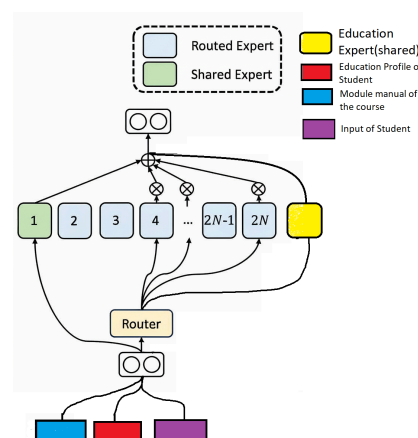 Routed Expert
Shared Expert
Education
Expert(shared)
Education Profile o
Student
Module manual of
the course
Input of Student
1
2
3
4
...
2N-1
2N
Router